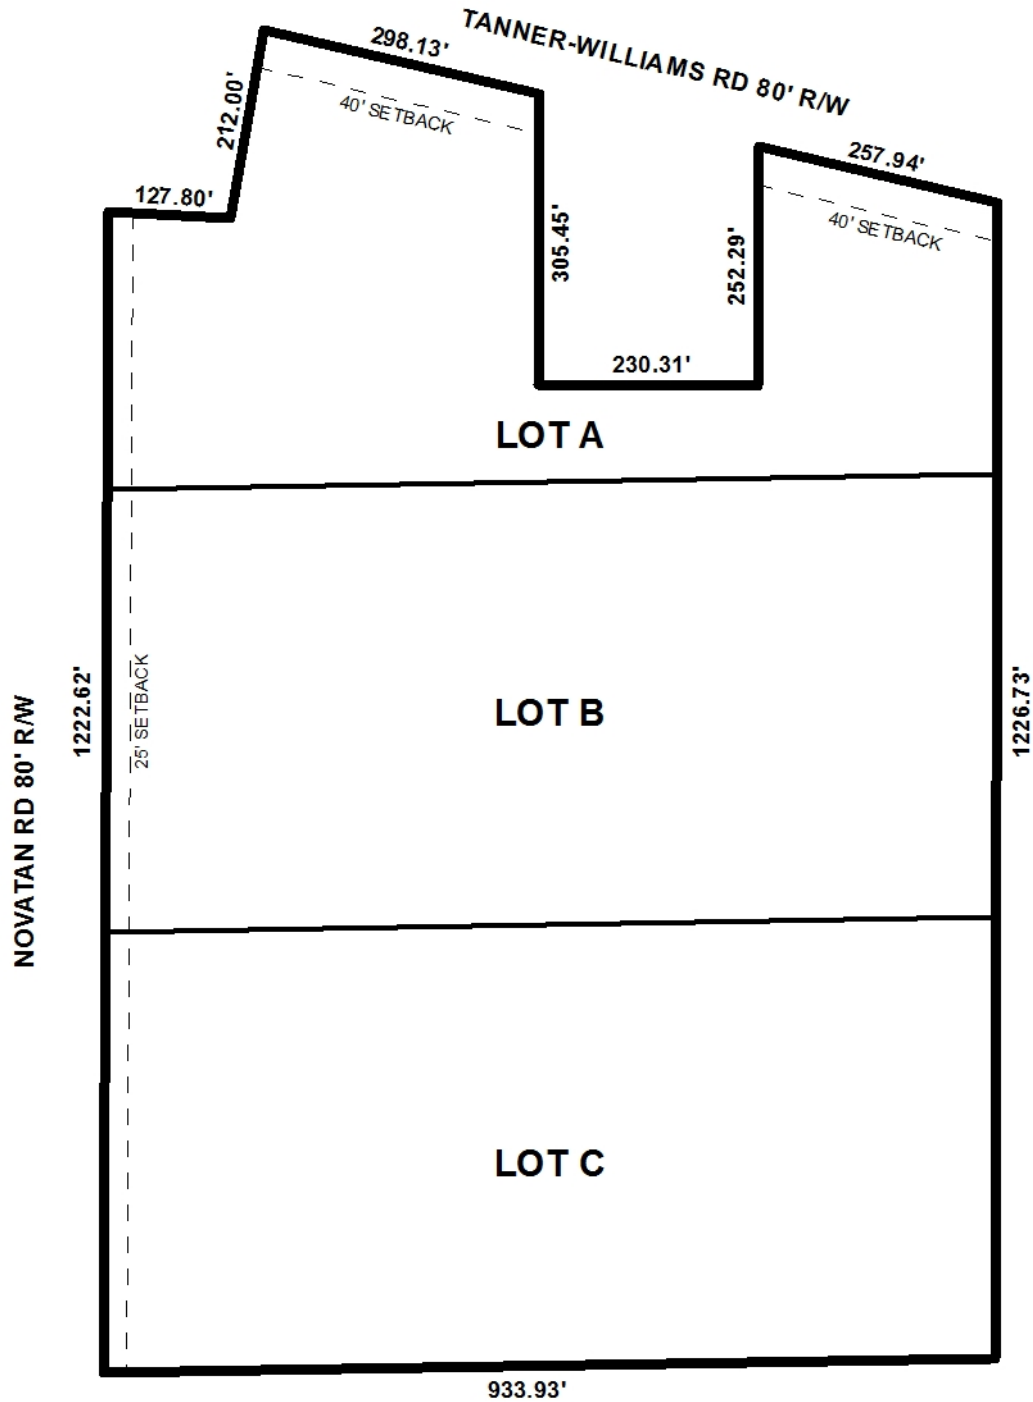 TANNER-WILLIAMS RD 80' R/W
298.13'
40' SETBACK
212.00'
127.80'
257.94'
40' SETBACK
305.45'
252.29'
230.31'
LOT A
LOT B
1222.62'
25' SETBACK
1226.73'
NOVATAN RD 80' R/W
LOT C
933.93'